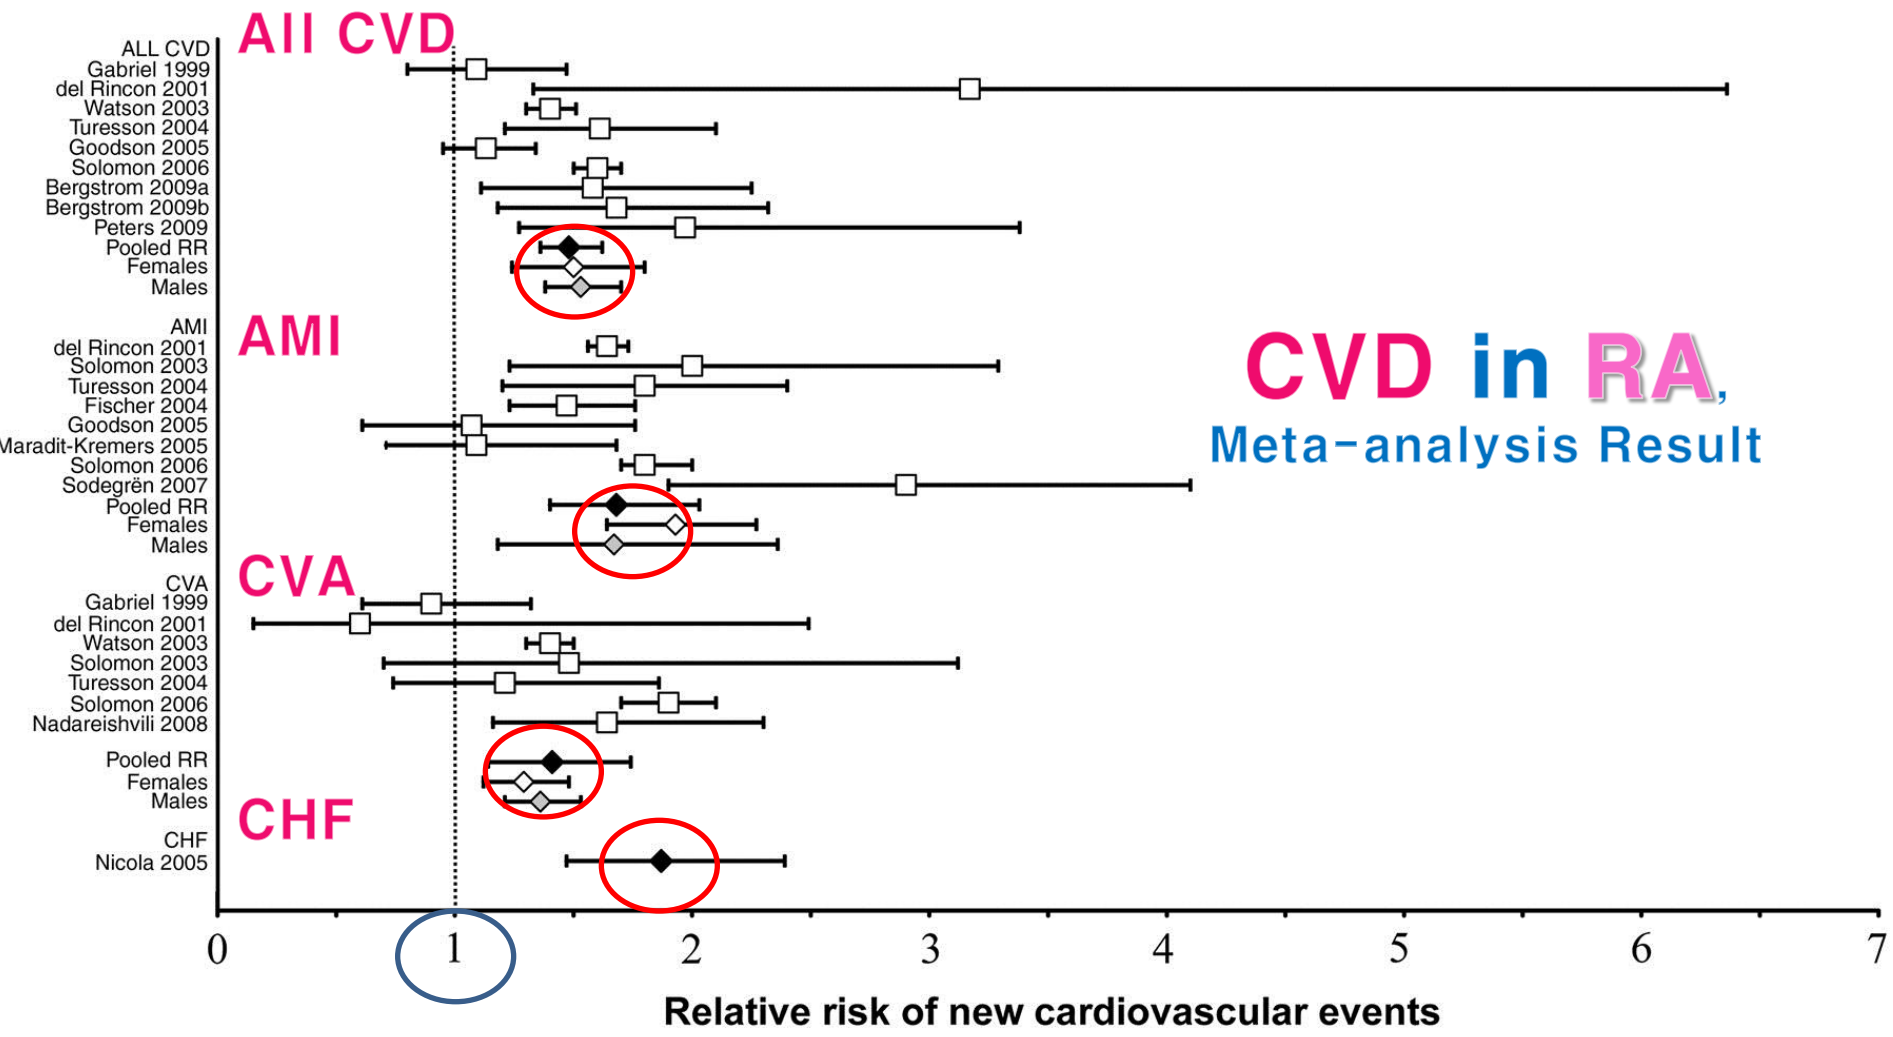 All CVD
ALL CVD
Gabriel 1999
del Rincon 2001
Watson 2003
Turesson 2004
Goodson 2005
Solomon 2006
Bergstrom 2009a
Bergstrom 2009b
Peters 2009
Pooled RR
Females
Males
AMI
AMI
del Rincon 2001
Solomon 2003
Turesson 2004
Fischer 2004
Goodson 2005
Maradit-Kremers 2005
Solomon 2006
Sodegrën 2007
Pooled RR
Females
Males
CVD in RA,
Meta-analysis Result
CVA
CVA
Gabriel 1999
del Rincon 2001
Watson 2003
Solomon 2003
Turesson 2004
Solomon 2006
Nadareishvili 2008
Pooled RR
Females
Males
CHF
CHF
Nicola 2005
0 1 2 3 4 5 6 7
Relative risk of new cardiovascular events